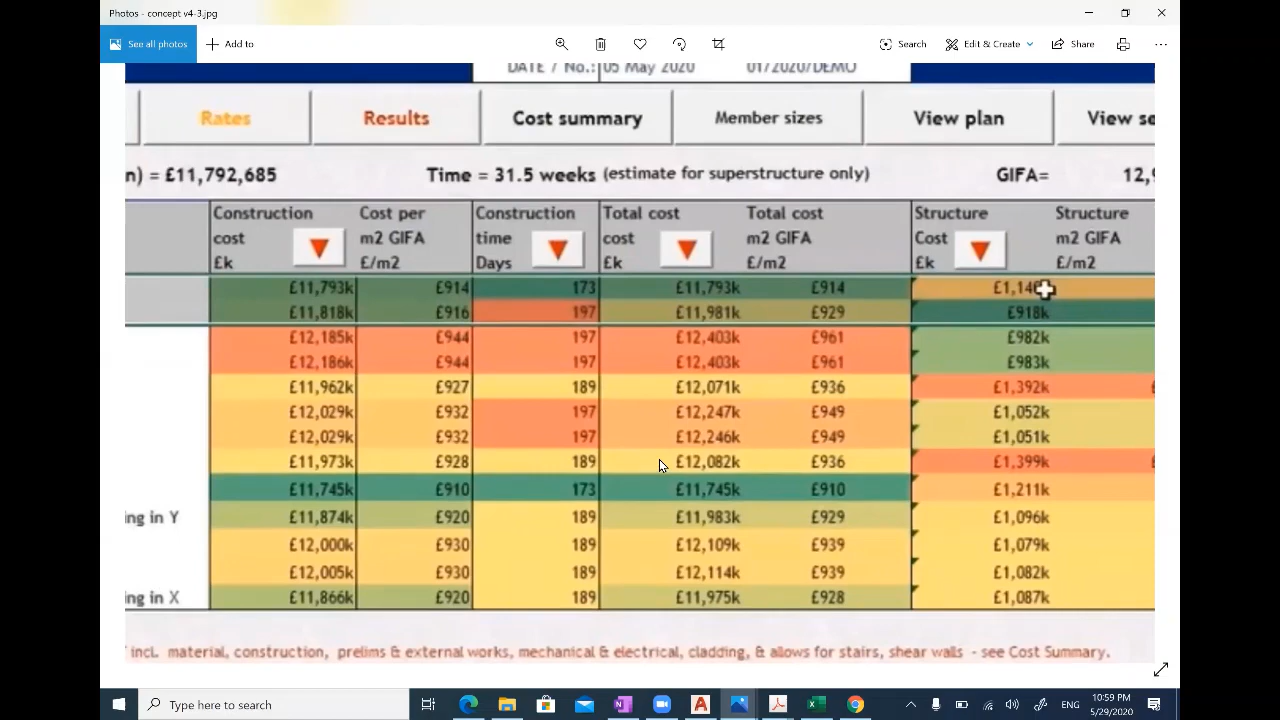 Photos - concept v4-3.jpg
See all photos Add to Search Edit & Create Share
DATE / No.: 05 May 2020 01/2020/DEMO
Rates Results Cost summary Member sizes View plan View se
n) = £11,792,685 Time = 31.5 weeks (estimate for superstructure only) GIFA= 12,9
Construction Cost per Construction Total cost Total cost Structure Structure
cost m2 GIFA time cost m2 GIFA Cost m2 GIFA
£k £/m2 Days £k £/m2 £k £/m2
£11,793k £914 173 £11,793k £914 £1,14
£11,818k £916 197 £11,981k £929 £918k
£12,185k £944 197 £12,403k £961 £982k
£12,186k £944 197 £12,403k £961 £983k
£11,962k £927 189 £12,071k £936 £1,392k
£12,029k £932 197 £12,247k £949 £1,052k
£12,029k £932 197 £12,246k £949 £1,051k
£11,973k £928 189 £12,082k £936 £1,399k
£11,745k £910 173 £11,745k £910 £1,211k
ing in Y £11,874k £920 189 £11,983k £929 £1,096k
£12,000k £930 189 £12,109k £939 £1,079k
£12,005k £930 189 £12,114k £939 £1,082k
ing in X £11,866k £920 189 £11,975k £928 £1,087k
incl. material, construction, prelims & external works, mechanical & electrical, cladding, & allows for stairs, shear walls - see Cost Summary.
Type here to search ENG 10:59 PM
5/29/2020